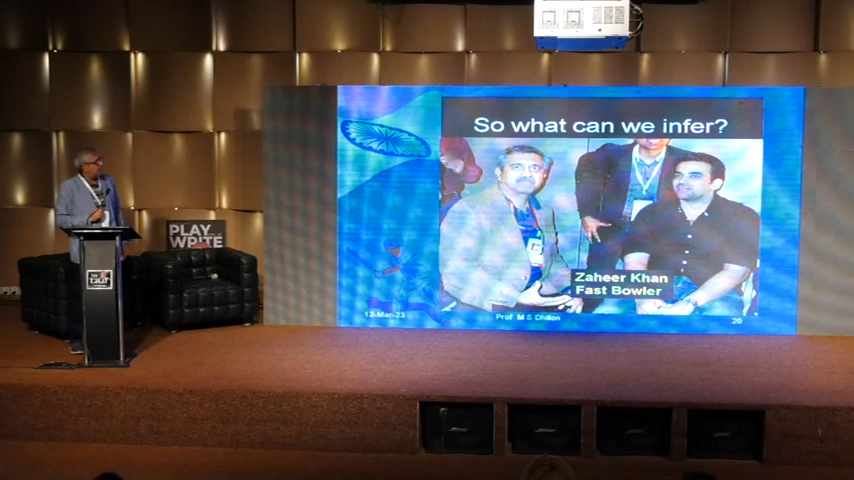 So what can we infer?
PLAY
WRITE
Zaheer Khan
Fast Bowler
12-Mar-23
Prof M S Dhillon
20